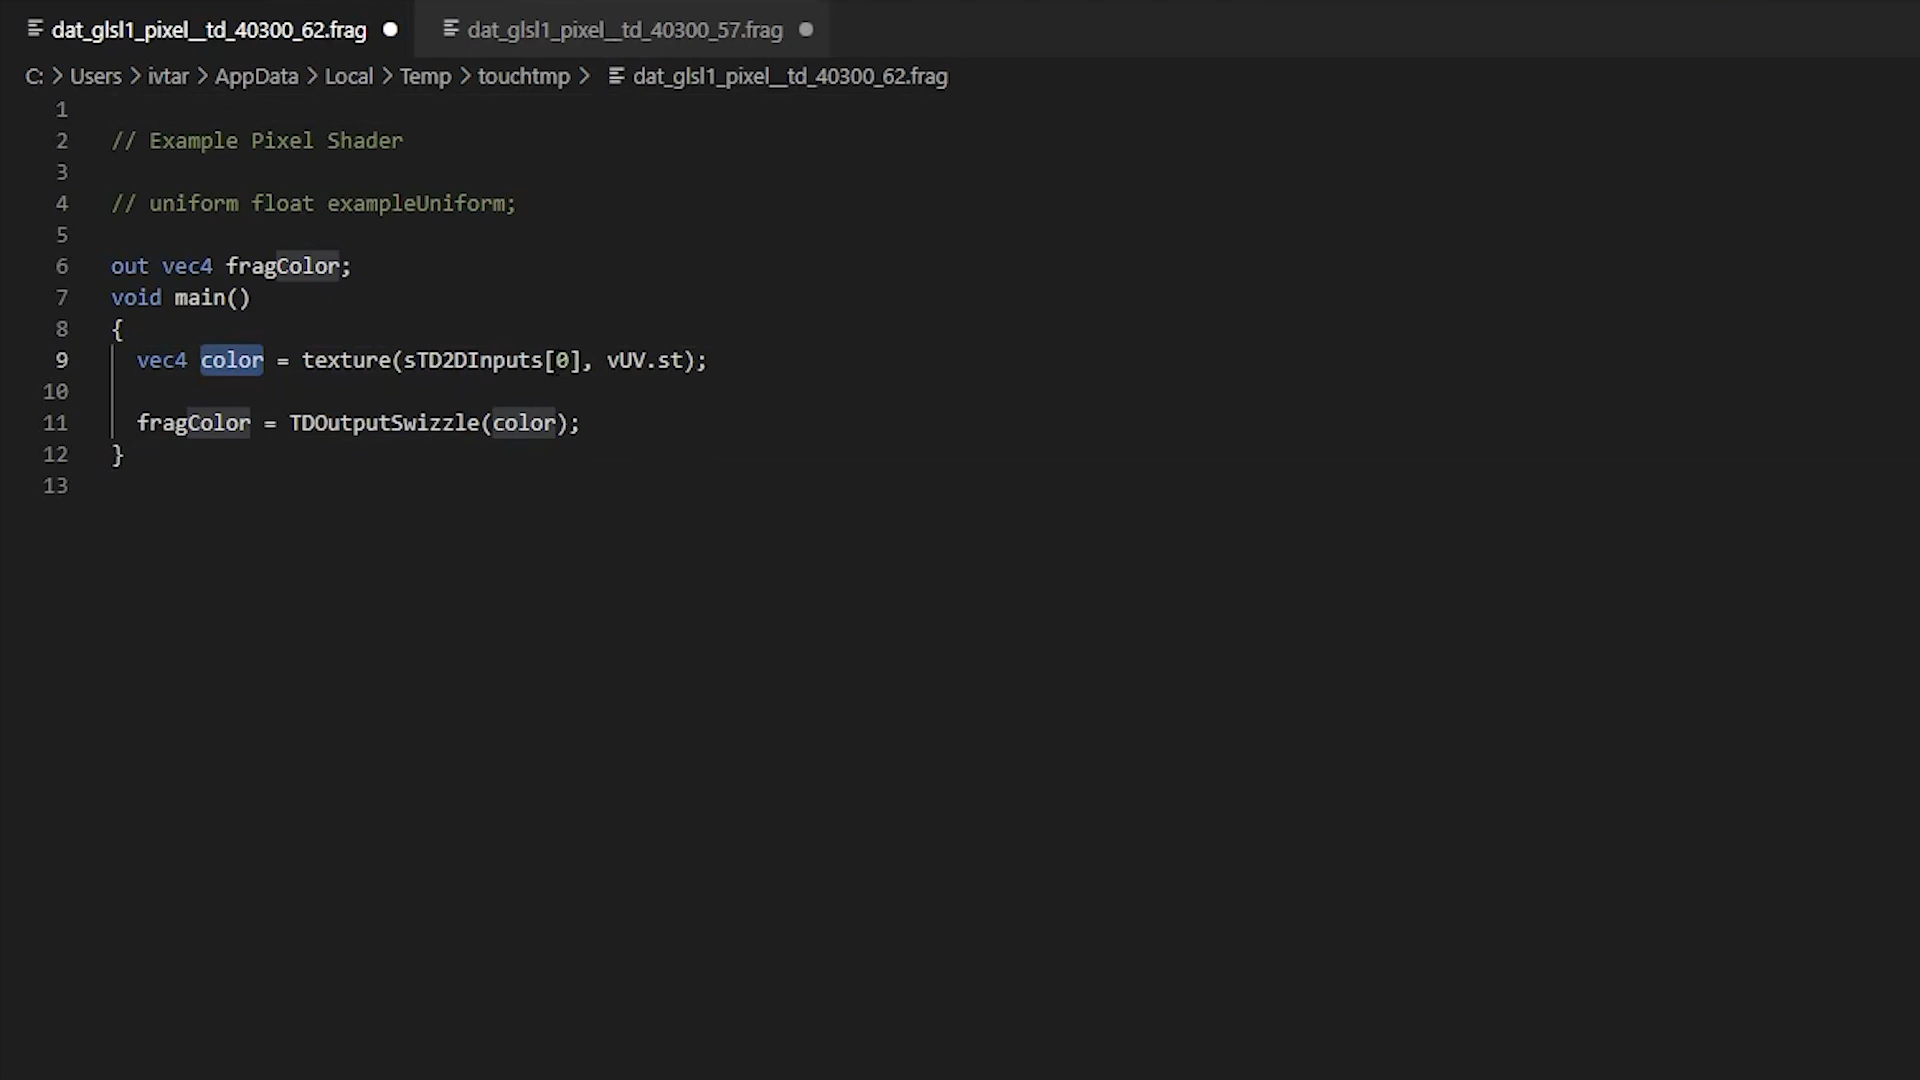 dat_glsl1_pixel__td_40300_62.frag dat_glsl1_pixel__td_40300_57.frag
C: > Users > ivtar > AppData > Local > Temp > touchtmp > dat_glsl1_pixel__td_40300_62.frag
1
2 // Example Pixel Shader
3
4 // uniform float exampleUniform;
5
6 out vec4 fragColor;
7 void main()
8 {
9 vec4 color = texture(sTD2DInputs[0], vUV.st);
10
11 fragColor = TDOutputSwizzle(color);
12 }
13